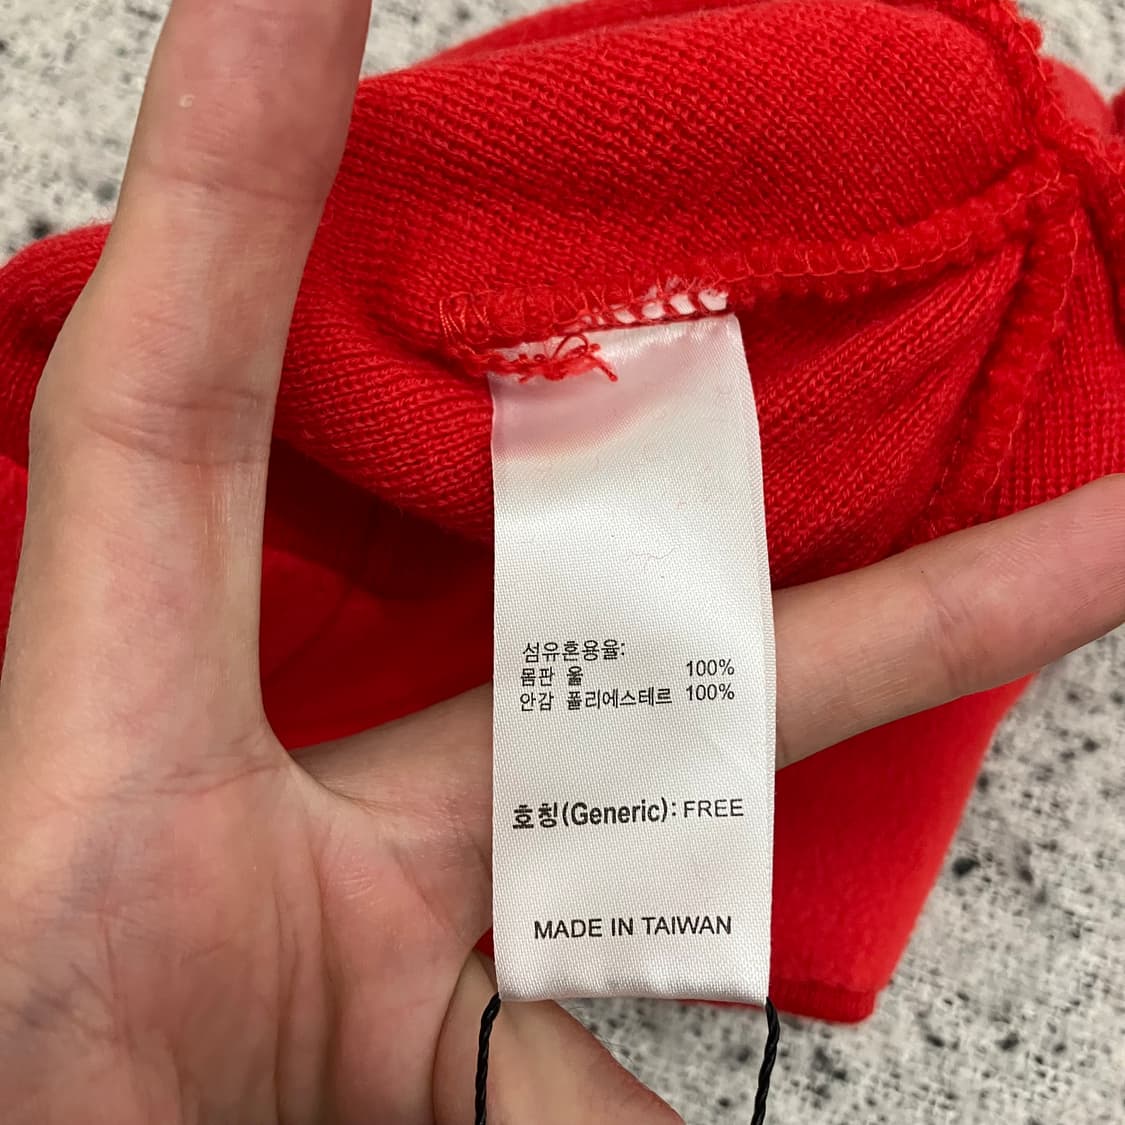 섬유혼용율:
몸판 울 100%
안감 폴리에스테르 100%
호칭(Generic): FREE
MADE IN TAIWAN